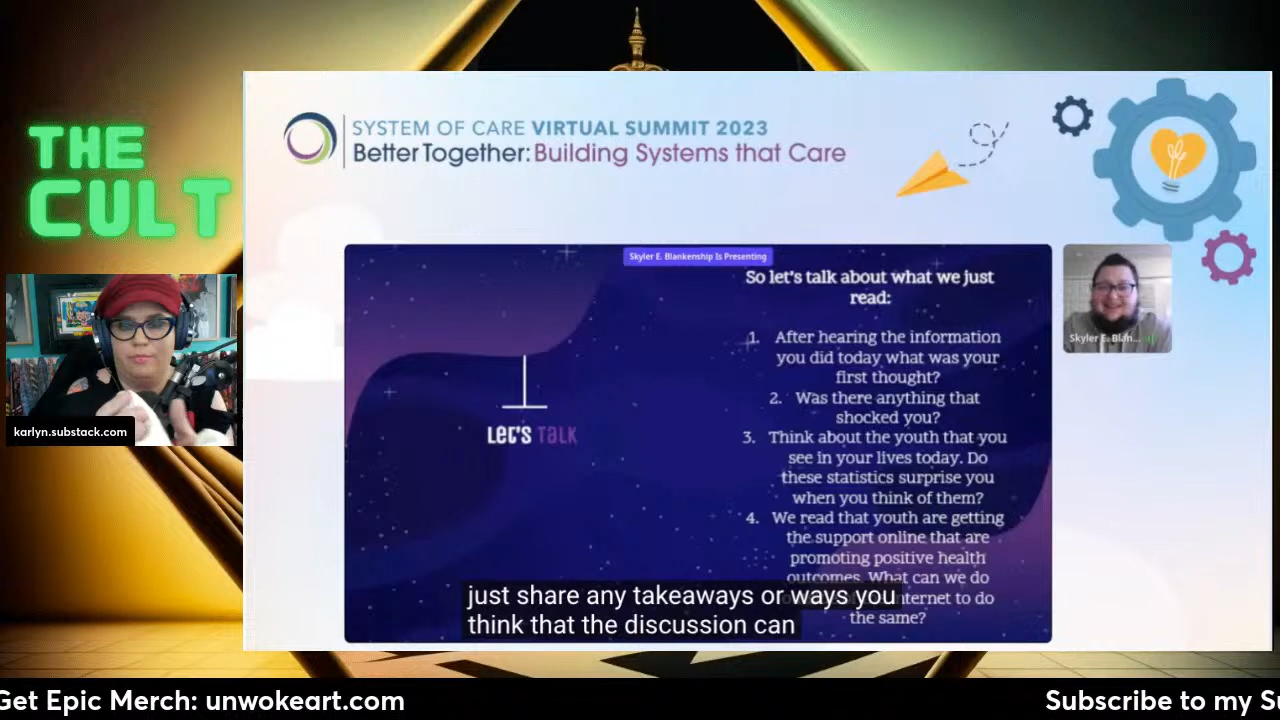 THE
CULT
karlyn.substack.com
SYSTEM OF CARE VIRTUAL SUMMIT 2023
Better Together: Building Systems that Care
Skyler E. Blankenship Is Presenting
Skyler E. Blan...
LET'S TALK
So let's talk about what we just
read:
1. After hearing the information
you did today what was your
first thought?
2. Was there anything that
shocked you?
3. Think about the youth that you
see in your lives today. Do
these statistics surprise you
when you think of them?
4. We read that youth are getting
the support online that are
promoting positive health
outcomes. What can we do
internet to do
the same?
just share any takeaways or ways you
think that the discussion can
Get Epic Merch: unwokeart.com
Subscribe to my